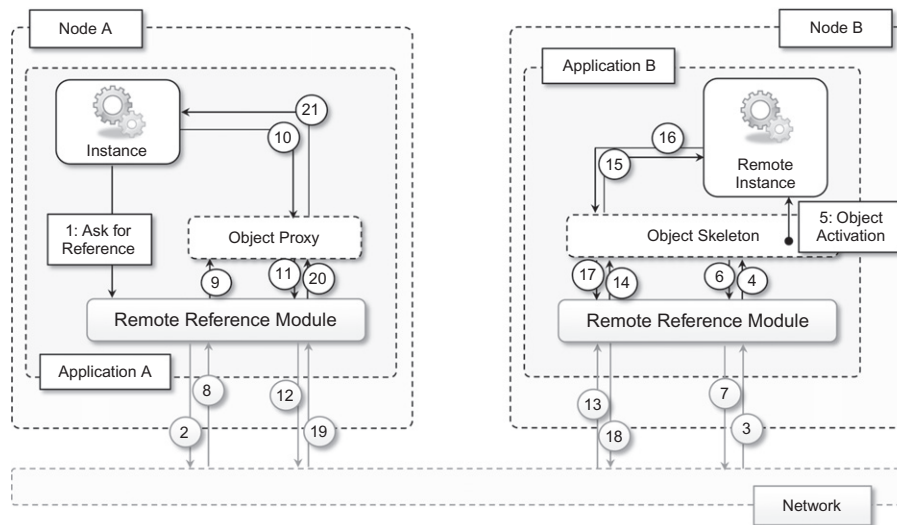 Node A
Node B
Application B
21
10
16
15
Instance
Remote
Instance
1: Ask for
Reference
5: Object
Activation
Object Proxy
Object Skeleton
9
11
20
17
14
6
4
Remote Reference Module
Remote Reference Module
Application A
8
12
13
7
2
19
18
3
Network